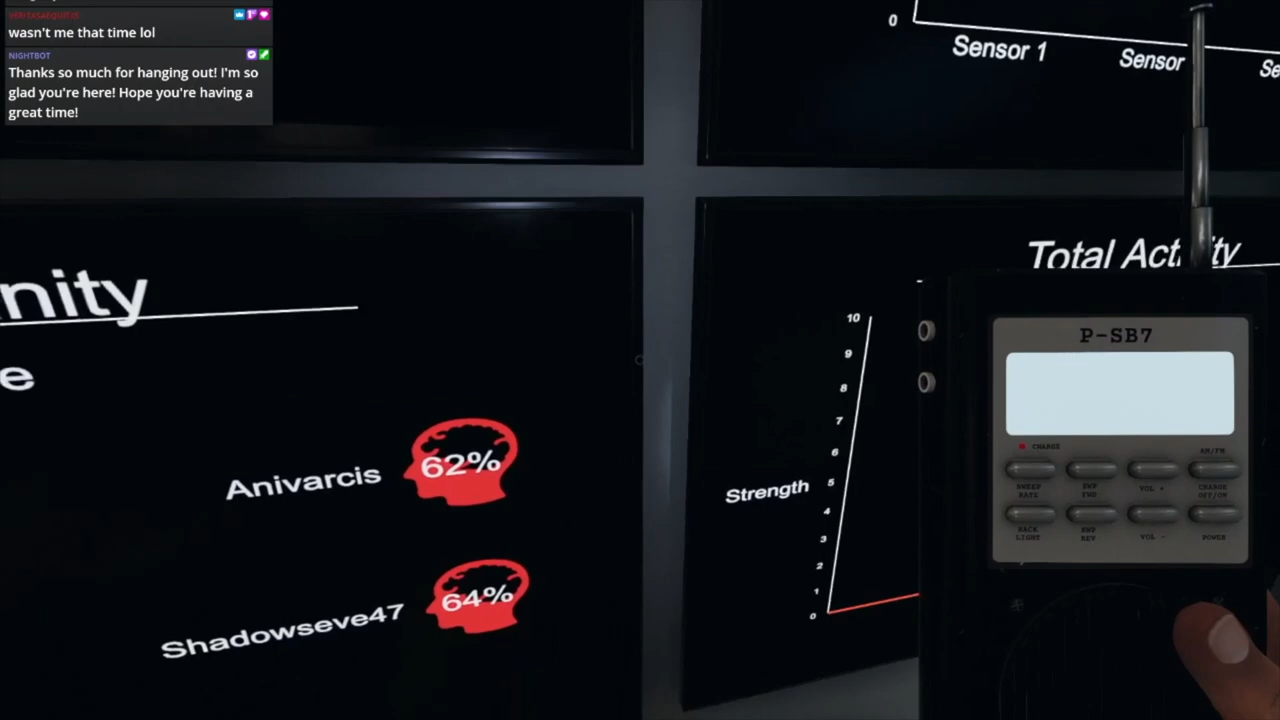 VERITASAEQUITIS
wasn't me that time lol
NIGHTBOT
Thanks so much for hanging out! I'm so
glad you're here! Hope you're having a
great time!
0
Sensor 1
Sensor
Se
nity
e
Anivarcis
62%
Shadowseve47
64%
Total Activity
10
9
8
7
6
Strength
5
4
3
2
1
0
P-SB7
CHARGE
AM/FM
SWEEP
RATE
SWP
FWD
VOL +
CHARGE
OFF/ON
BACK
LIGHT
SWP
REV
VOL -
POWER